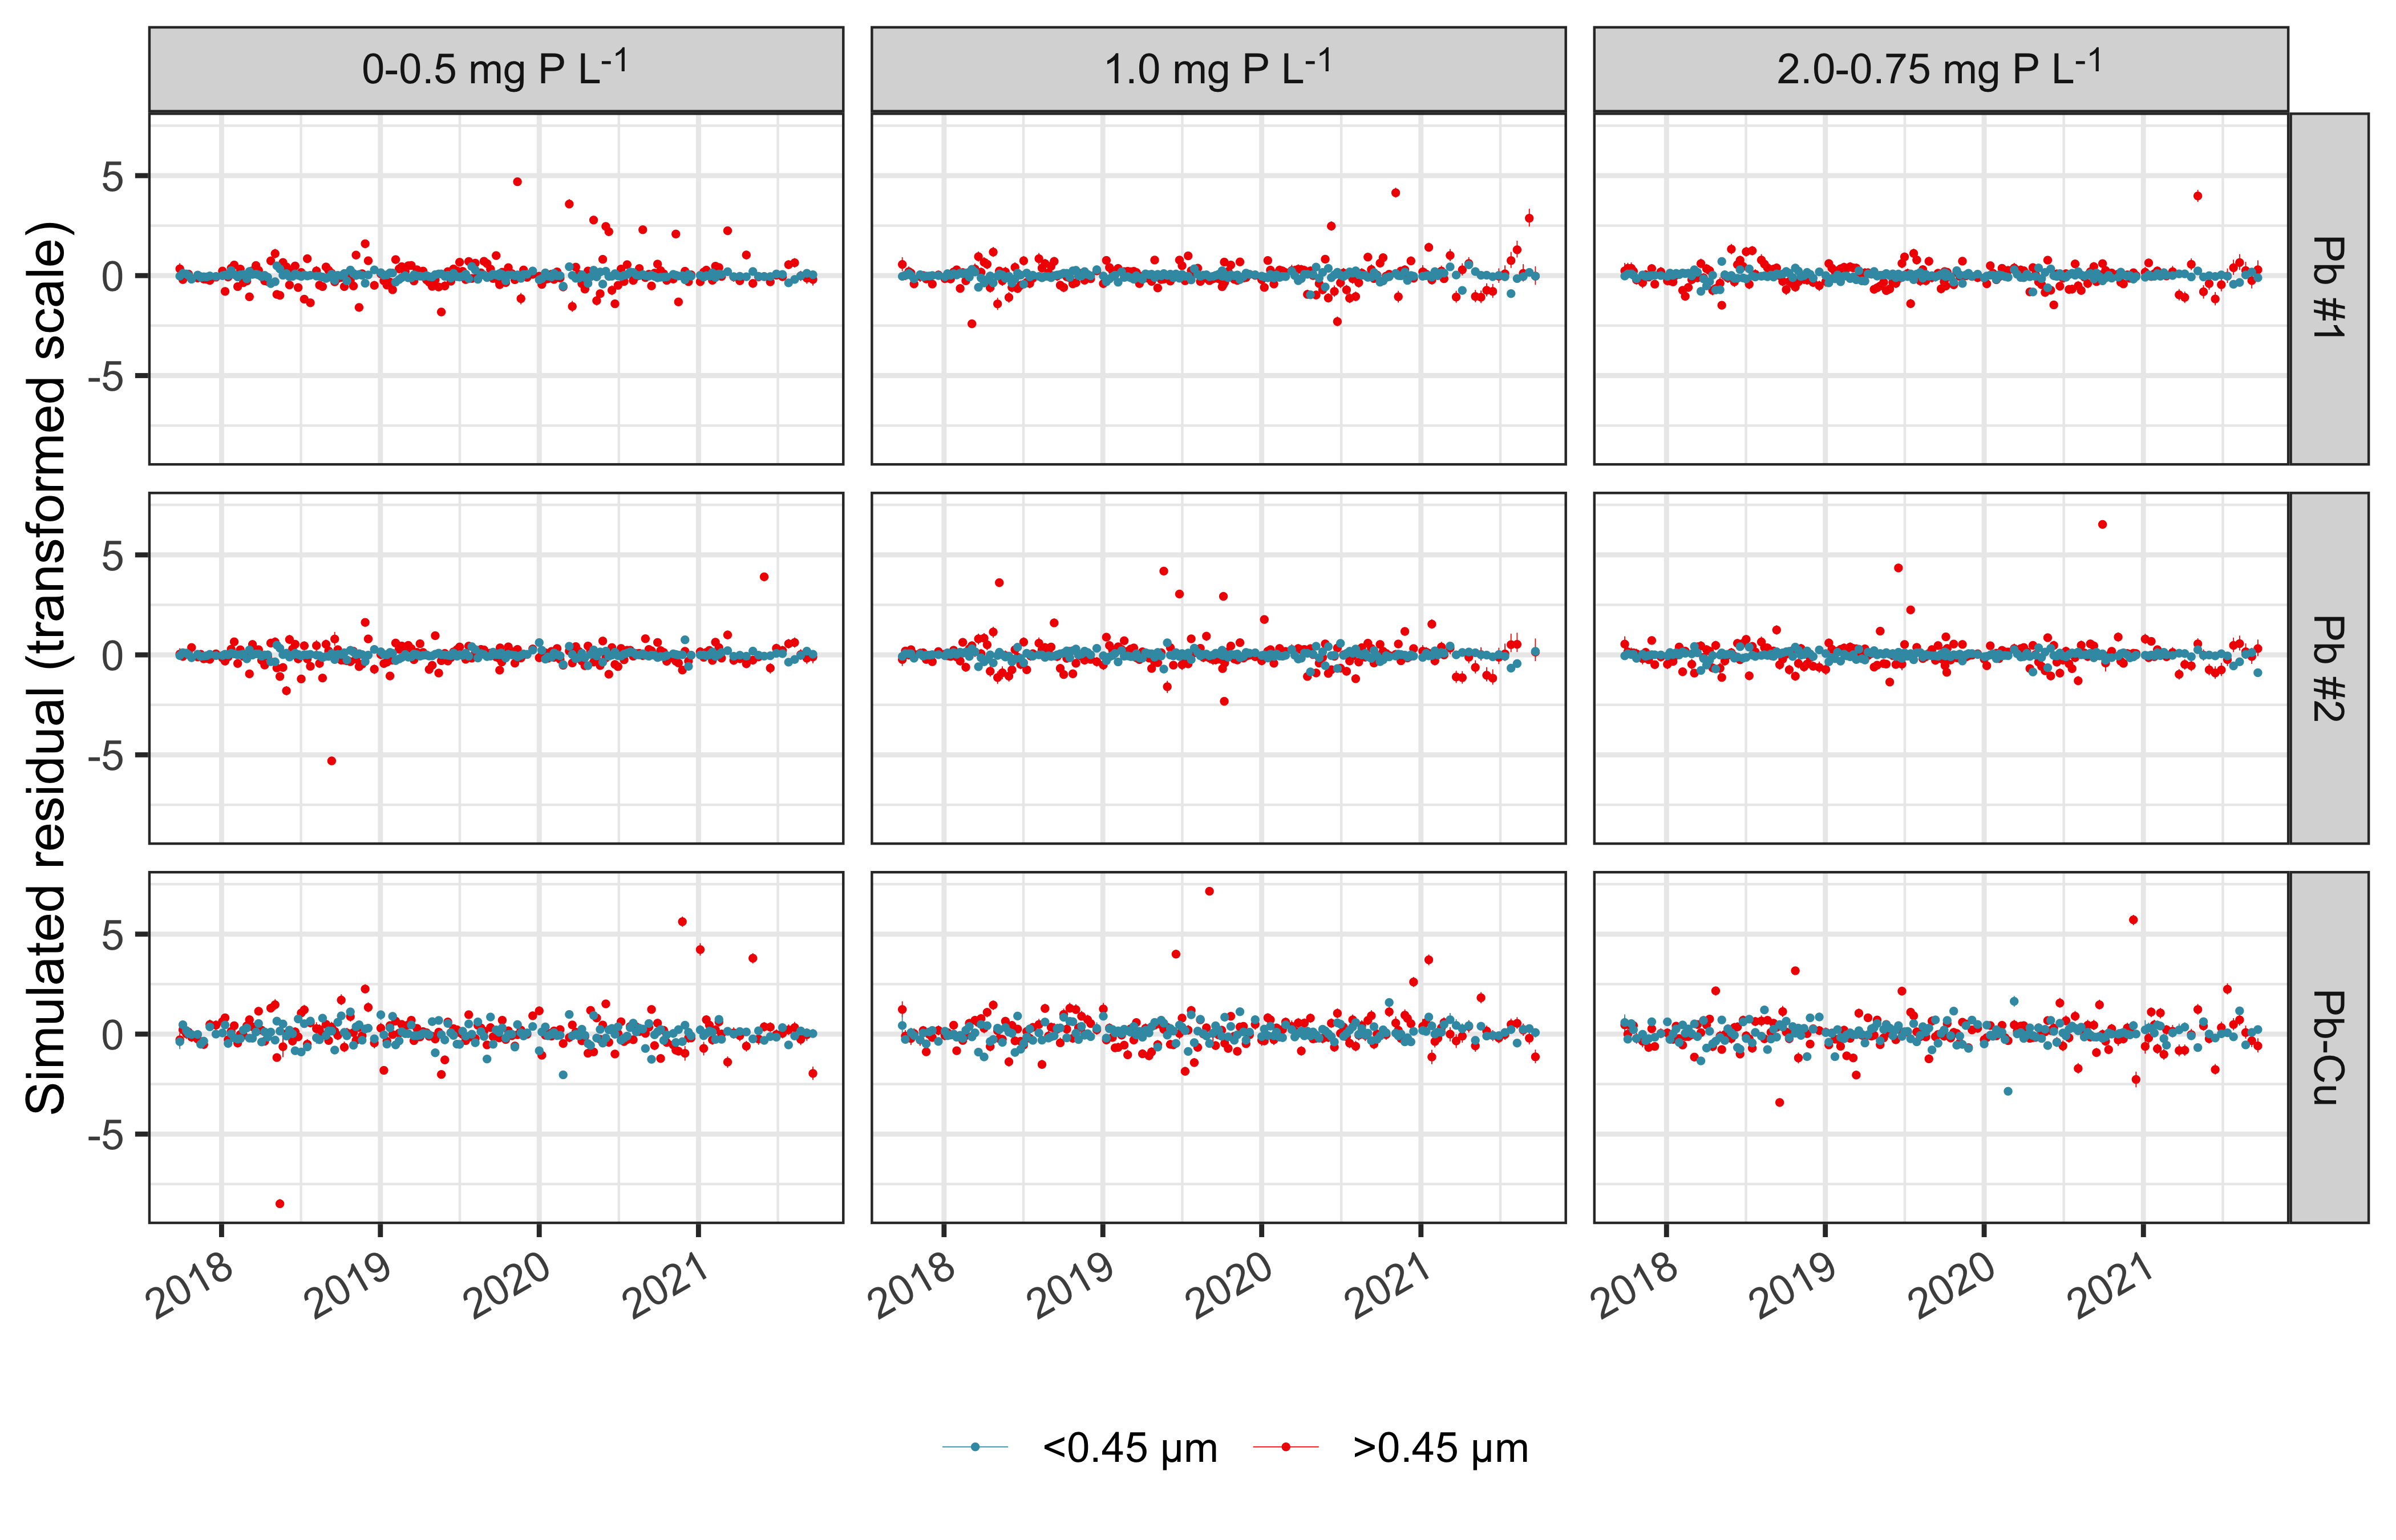 0-0.5 mg P L⁻¹
1.0 mg P L⁻¹
2.0-0.75 mg P L⁻¹
Simulated residual (transformed scale)
5
0
-5
Pb #1
5
0
-5
Pb #2
5
0
-5
Pb-Cu
2018 2019 2020 2021
2018 2019 2020 2021
2018 2019 2020 2021
<0.45 µm >0.45 µm